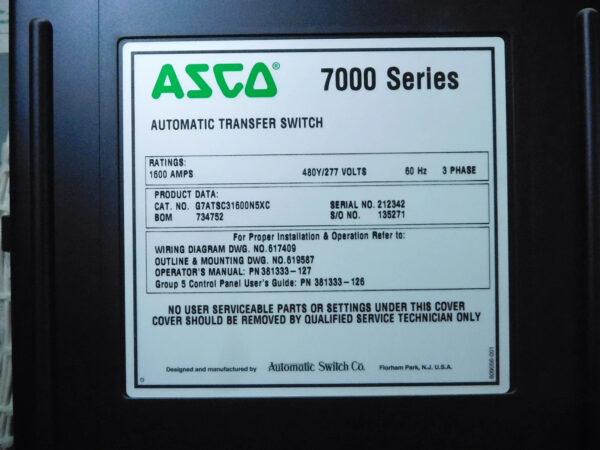 ASCO® 7000 Series
AUTOMATIC TRANSFER SWITCH
RATINGS:
1600 AMPS 480Y/277 VOLTS 60 Hz 3 PHASE
PRODUCT DATA:
CAT. NO. G7ATSC31600N5XC SERIAL NO. 212342
BOM 734752 S/O NO. 135271
For Proper Installation & Operation Refer to:
WIRING DIAGRAM DWG. NO.617409
OUTLINE & MOUNTING DWG. NO.619587
OPERATOR'S MANUAL: PN 381333-127
Group 5 Control Panel User's Guide: PN 381333-126
NO USER SERVICEABLE PARTS OR SETTINGS UNDER THIS COVER
COVER SHOULD BE REMOVED BY QUALIFIED SERVICE TECHNICIAN ONLY
Designed and manufactured by Automatic Switch Co. Florham Park, N.J. U.S.A.